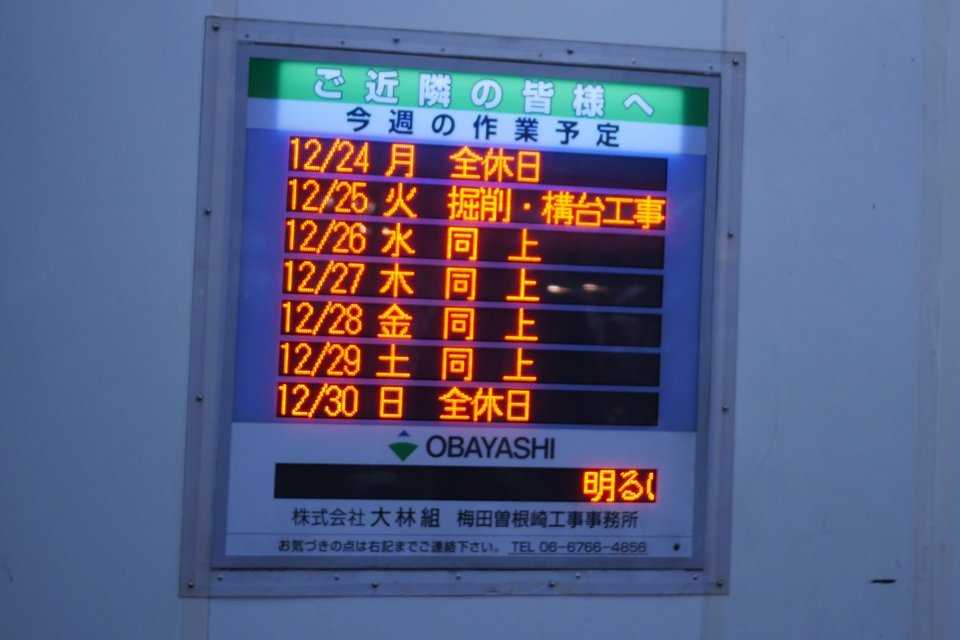 ご近隣の皆様へ
今週の作業予定
12/24 月 全休日
12/25 火 掘削・構台工事
12/26 水 同 上
12/27 木 同 上
12/28 金 同 上
12/29 土 同 上
12/30 日 全休日
OBAYASHI
明るい
株式会社 大林組 梅田曽根崎工事事務所
お気づきの点は右記までご連絡下さい。 TEL 06-6766-4856